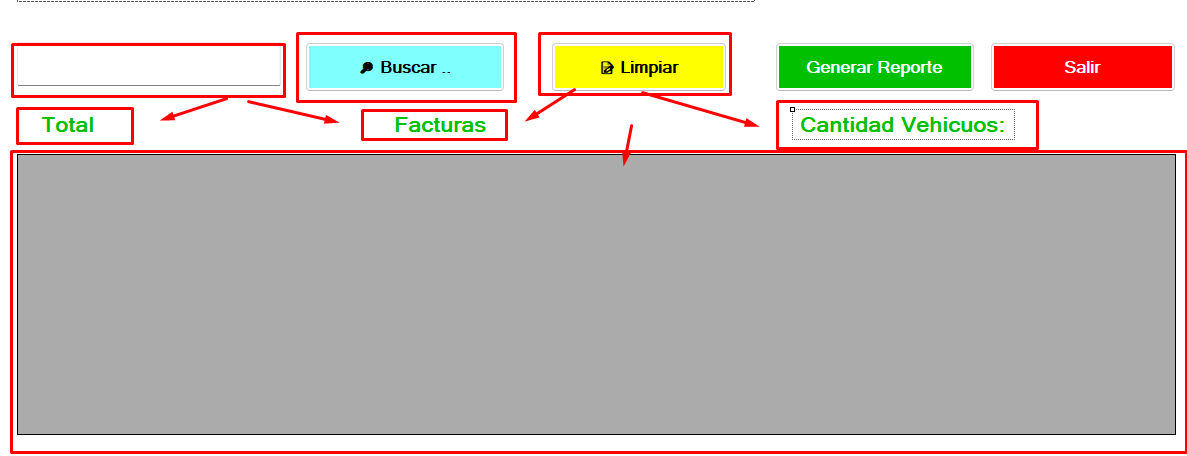 Buscar ..
Limpiar
Generar Reporte
Salir
Total
Facturas
Cantidad Vehicuos: